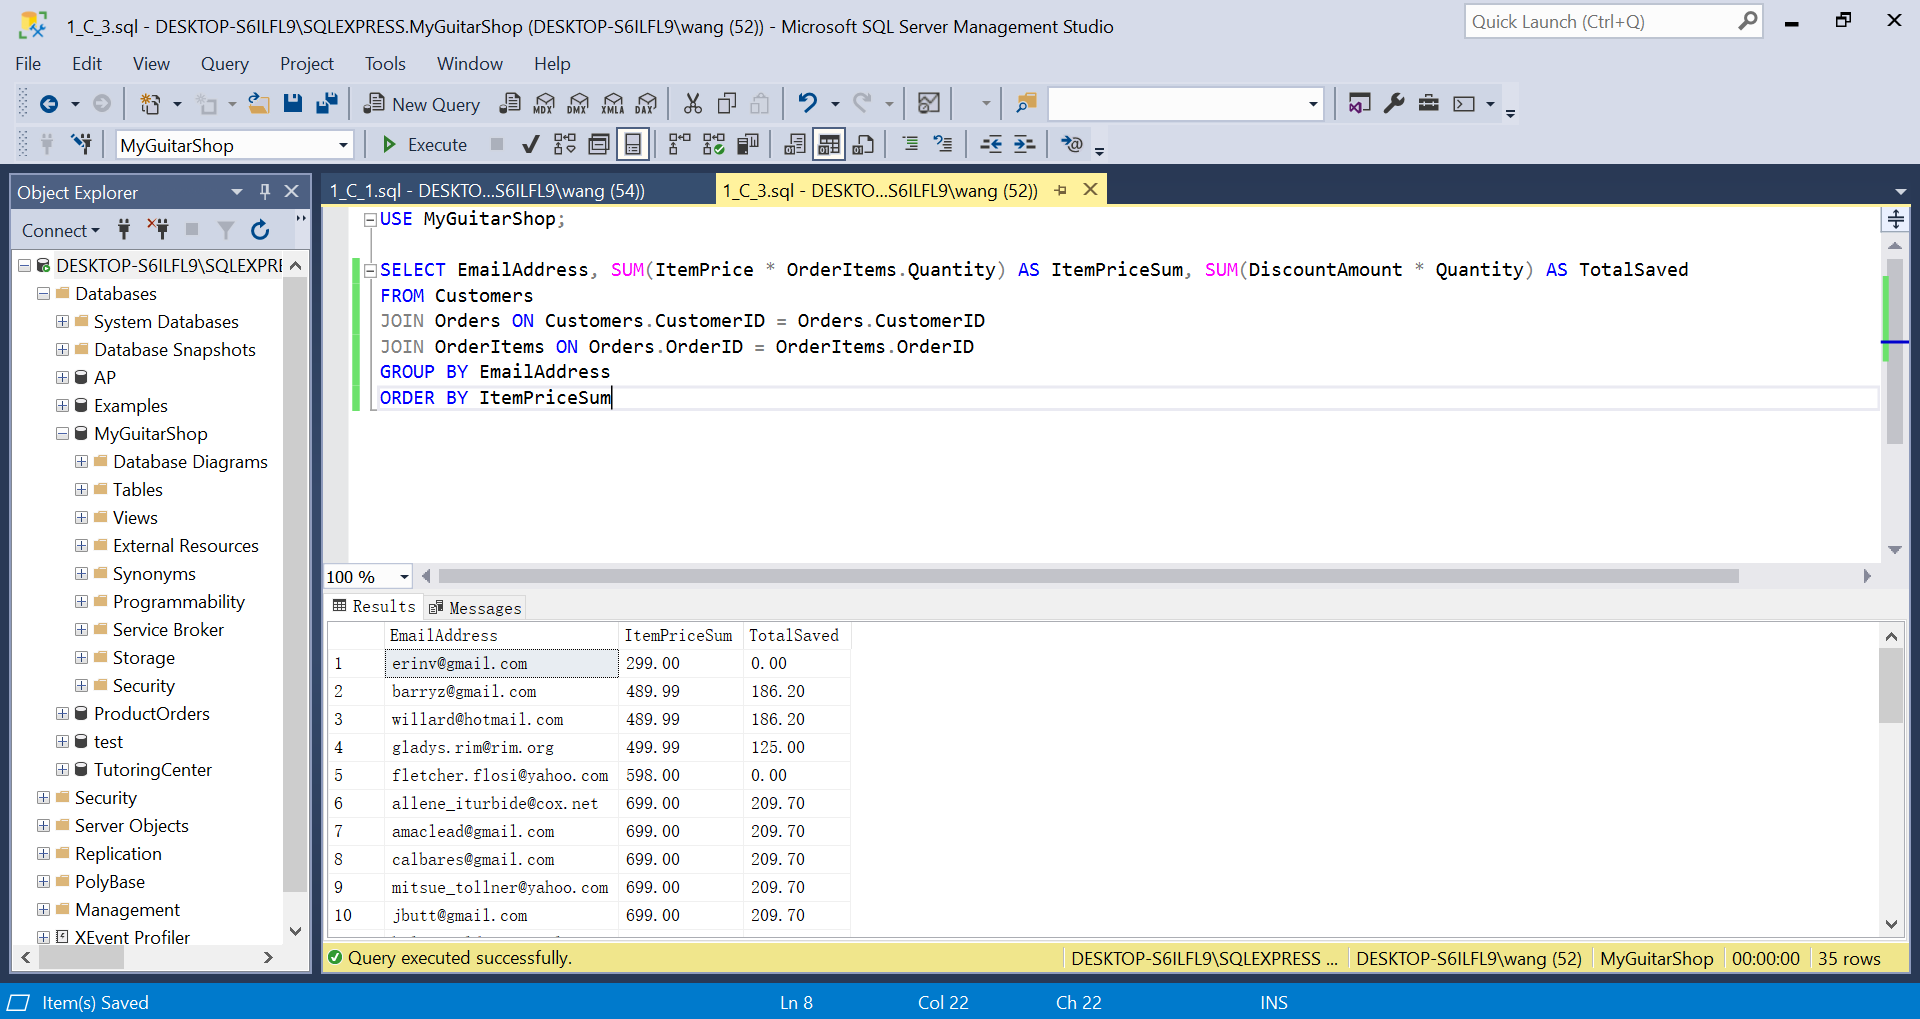 1_C_3.sql - DESKTOP-S6ILFL9\SQLEXPRESS.MyGuitarShop (DESKTOP-S6ILFL9\wang (52)) - Microsoft SQL Server Management Studio
Quick Launch (Ctrl+Q)
File Edit View Query Project Tools Window Help
New Query MDX DMX XMLA DAX
MyGuitarShop Execute
Object Explorer
Connect
DESKTOP-S6ILFL9\SQLEXPRE
Databases
System Databases
Database Snapshots
AP
Examples
MyGuitarShop
Database Diagrams
Tables
Views
External Resources
Synonyms
Programmability
Service Broker
Storage
Security
ProductOrders
test
TutoringCenter
Security
Server Objects
Replication
PolyBase
Management
XEvent Profiler
1_C_1.sql - DESKTO...S6ILFL9\wang (54))
1_C_3.sql - DESKTO...S6ILFL9\wang (52))
USE MyGuitarShop;
SELECT EmailAddress, SUM(ItemPrice * OrderItems.Quantity) AS ItemPriceSum, SUM(DiscountAmount * Quantity) AS TotalSaved
FROM Customers
JOIN Orders ON Customers.CustomerID = Orders.CustomerID
JOIN OrderItems ON Orders.OrderID = OrderItems.OrderID
GROUP BY EmailAddress
ORDER BY ItemPriceSum
100 %
Results Messages
EmailAddress ItemPriceSum TotalSaved
1 erinv@gmail.com 299.00 0.00
2 barryz@gmail.com 489.99 186.20
3 willard@hotmail.com 489.99 186.20
4 gladys.rim@rim.org 499.99 125.00
5 fletcher.flosi@yahoo.com 598.00 0.00
6 allene_iturbide@cox.net 699.00 209.70
7 amaclead@gmail.com 699.00 209.70
8 calbares@gmail.com 699.00 209.70
9 mitsue_tollner@yahoo.com 699.00 209.70
10 jbutt@gmail.com 699.00 209.70
Query executed successfully.
DESKTOP-S6ILFL9\SQLEXPRESS ... DESKTOP-S6ILFL9\wang (52) MyGuitarShop 00:00:00 35 rows
Item(s) Saved Ln 8 Col 22 Ch 22 INS